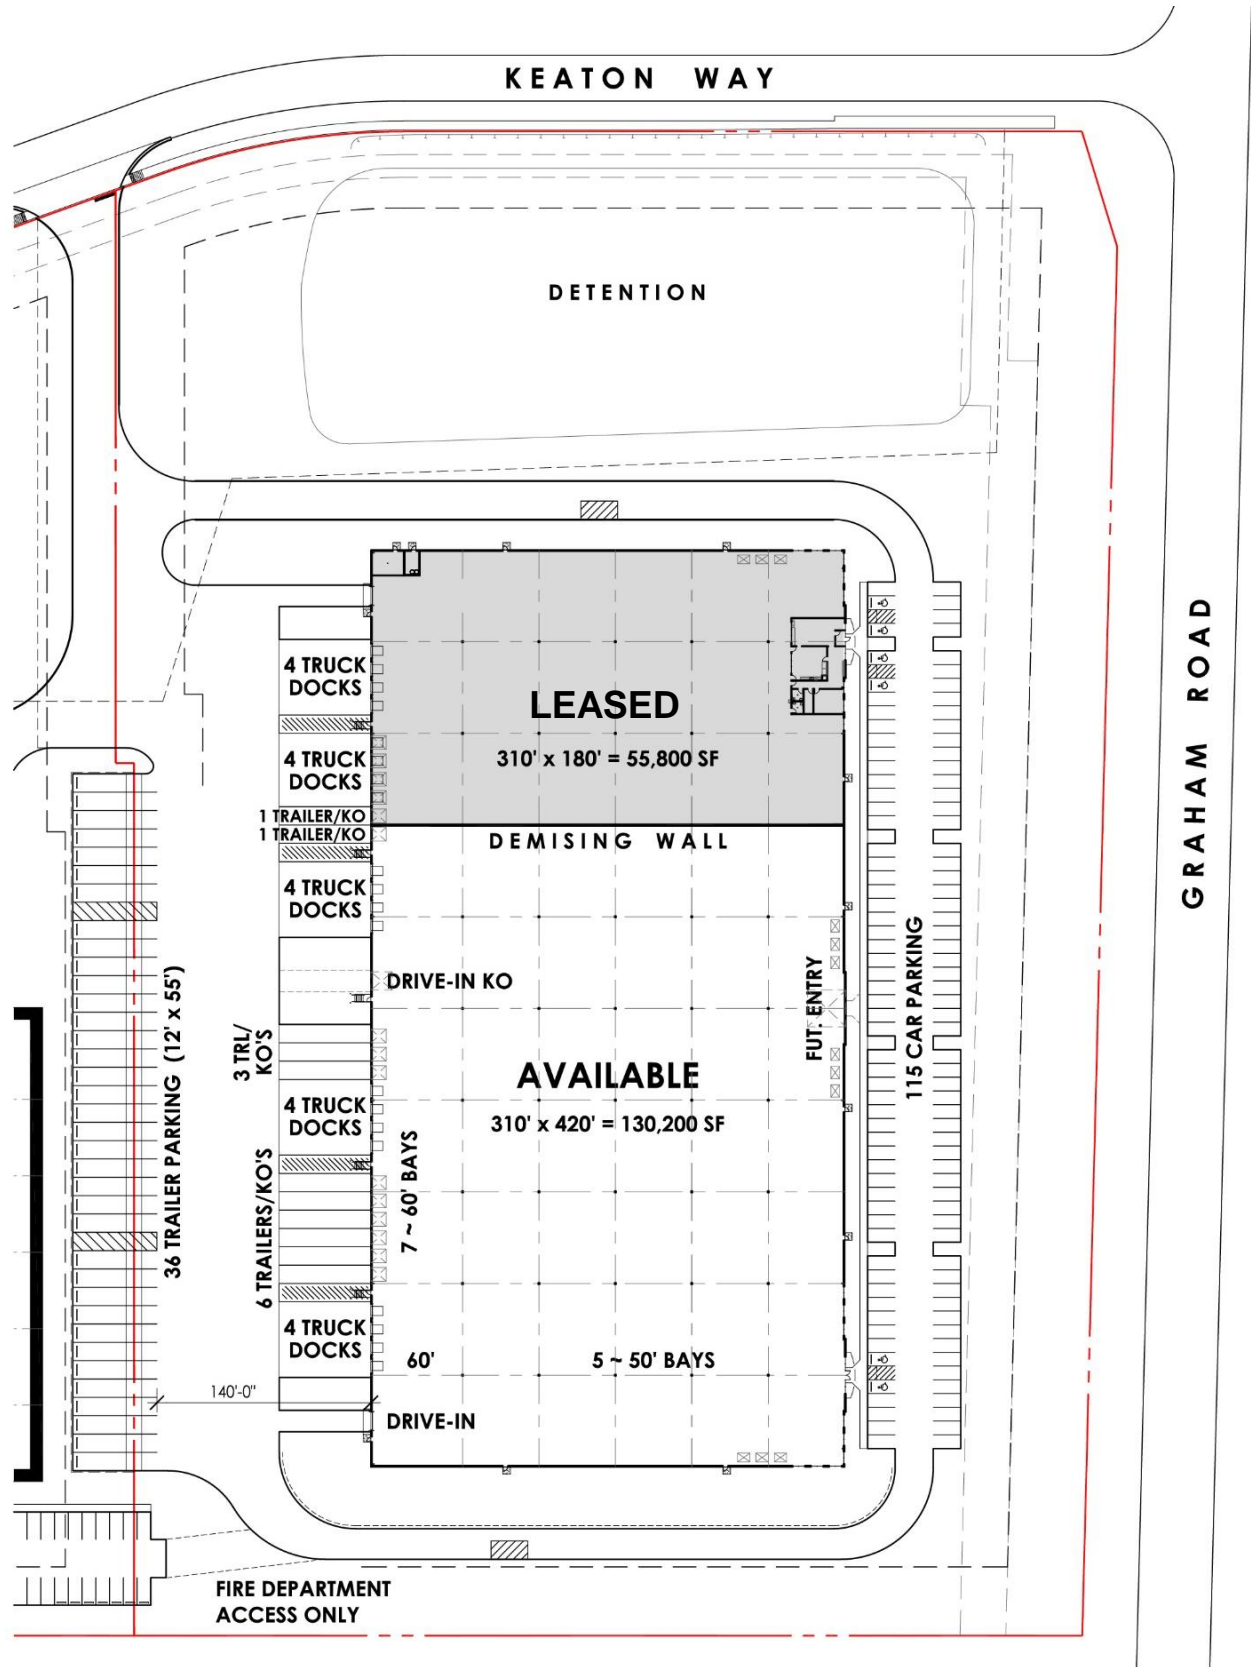 KEATON WAY
DETENTION
GRAHAM ROAD
4 TRUCK
DOCKS
LEASED
310' x 180' = 55,800 SF
4 TRUCK
DOCKS
1 TRAILER/KO
1 TRAILER/KO
DEMISING WALL
4 TRUCK
DOCKS
DRIVE-IN KO
FUT. ENTRY
115 CAR PARKING
36 TRAILER PARKING (12' x 55')
3 TRL/
KO'S
AVAILABLE
310' x 420' = 130,200 SF
4 TRUCK
DOCKS
7 ~ 60' BAYS
6 TRAILERS/KO'S
4 TRUCK
DOCKS
60'
5 ~ 50' BAYS
140'-0"
DRIVE-IN
FIRE DEPARTMENT
ACCESS ONLY